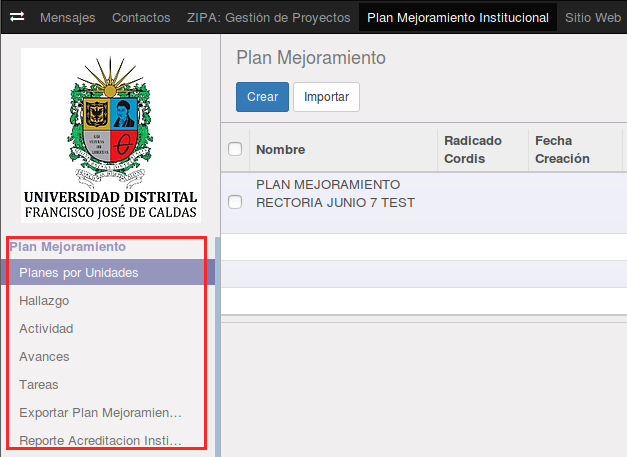 Mensajes Contactos ZIPA: Gestión de Proyectos Plan Mejoramiento Institucional Sitio Web
Plan Mejoramiento
Crear Importar
UNIVERSIDAD DISTRITAL
FRANCISCO JOSÉ DE CALDAS
Nombre
Radicado
Cordis
Fecha
Creación
PLAN MEJORAMIENTO
RECTORIA JUNIO 7 TEST
Plan Mejoramiento
Planes por Unidades
Hallazgo
Actividad
Avances
Tareas
Exportar Plan Mejoramien…
Reporte Acreditacion Insti…